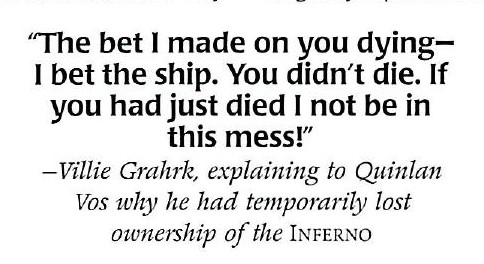 “The bet I made on you dying—
I bet the ship. You didn’t die. If
you had just died I not be in
this mess!”
—Villie Grahrk, explaining to Quinlan
Vos why he had temporarily lost
ownership of the INFERNO